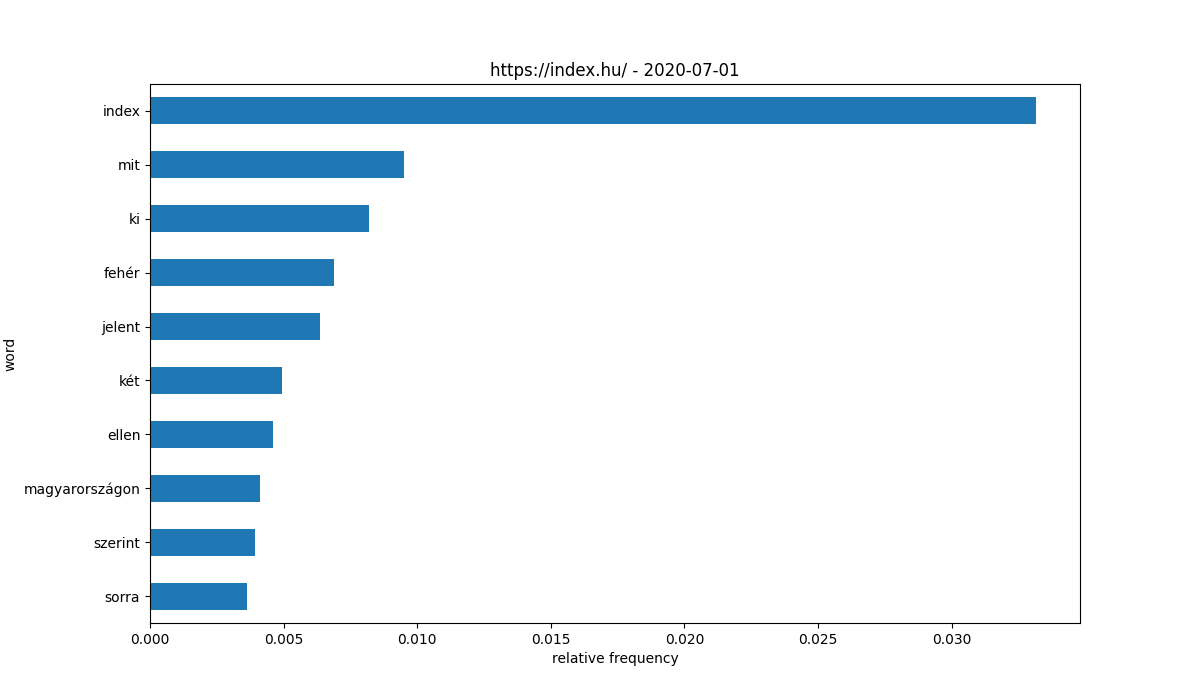 https://index.hu/ - 2020-07-01
index
mit
ki
fehér
jelent
két
ellen
magyarországon
szerint
sorra
word
0.000 0.005 0.010 0.015 0.020 0.025 0.030
relative frequency